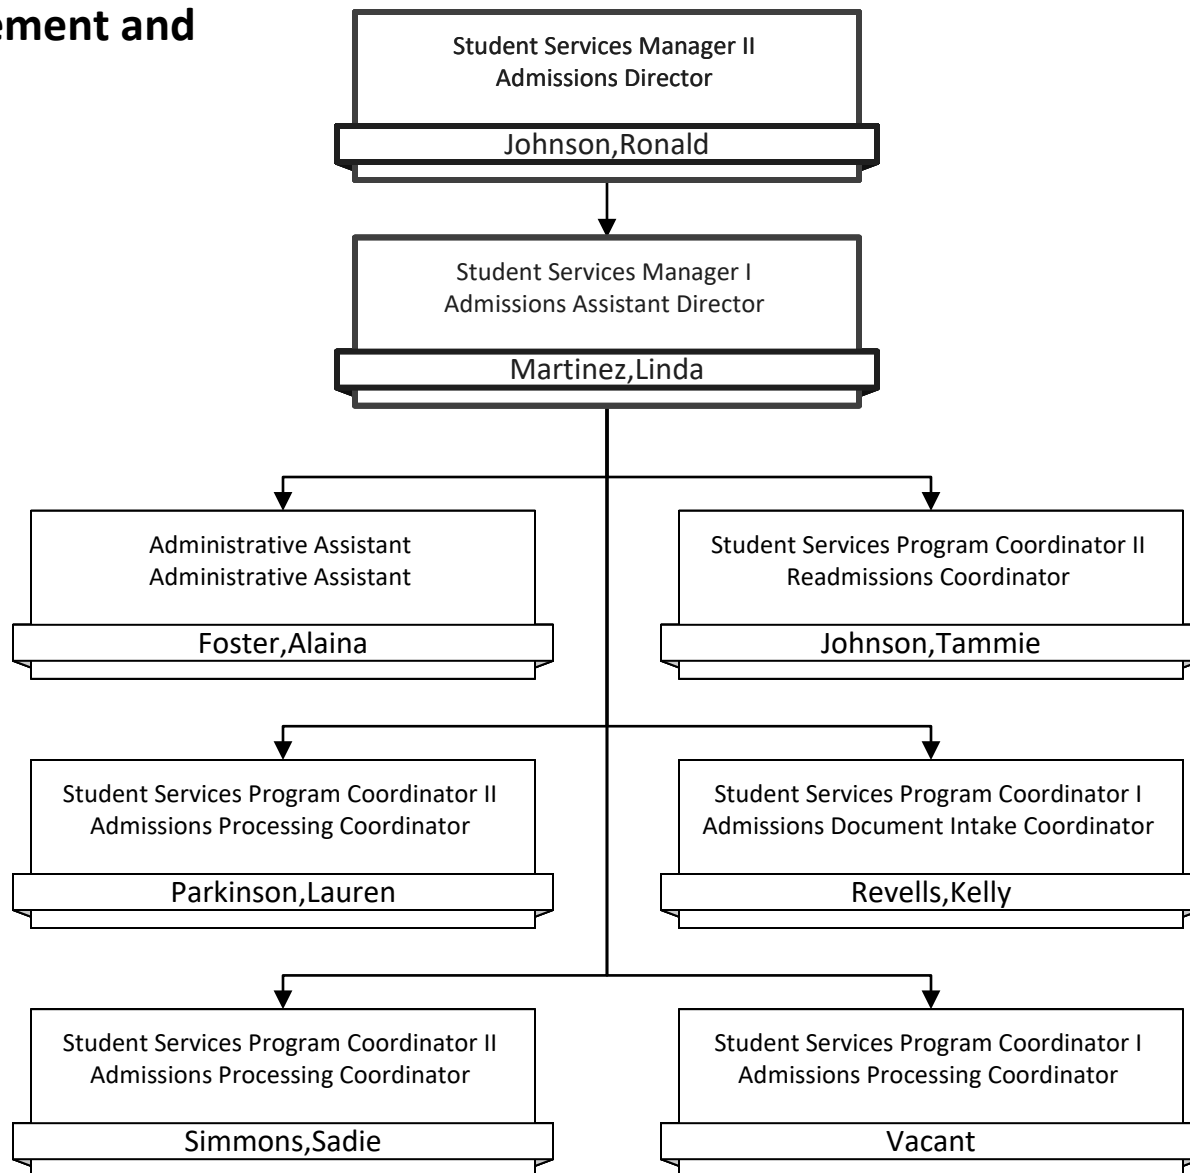 ement and
Student Services Manager II
Admissions Director
Johnson,Ronald
Student Services Manager I
Admissions Assistant Director
Martinez,Linda
Administrative Assistant
Administrative Assistant
Foster,Alaina
Student Services Program Coordinator II
Readmissions Coordinator
Johnson,Tammie
Student Services Program Coordinator II
Admissions Processing Coordinator
Parkinson,Lauren
Student Services Program Coordinator I
Admissions Document Intake Coordinator
Revells,Kelly
Student Services Program Coordinator II
Admissions Processing Coordinator
Simmons,Sadie
Student Services Program Coordinator I
Admissions Processing Coordinator
Vacant